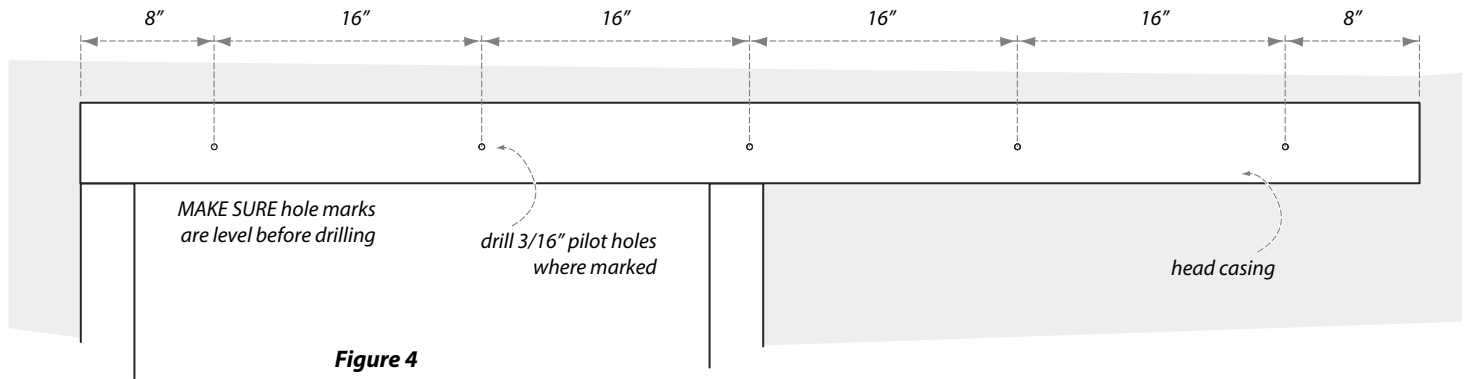 8”
16”
16”
16”
16”
8”
MAKE SURE hole marks
are level before drilling
drill 3/16” pilot holes
where marked
head casing
Figure 4